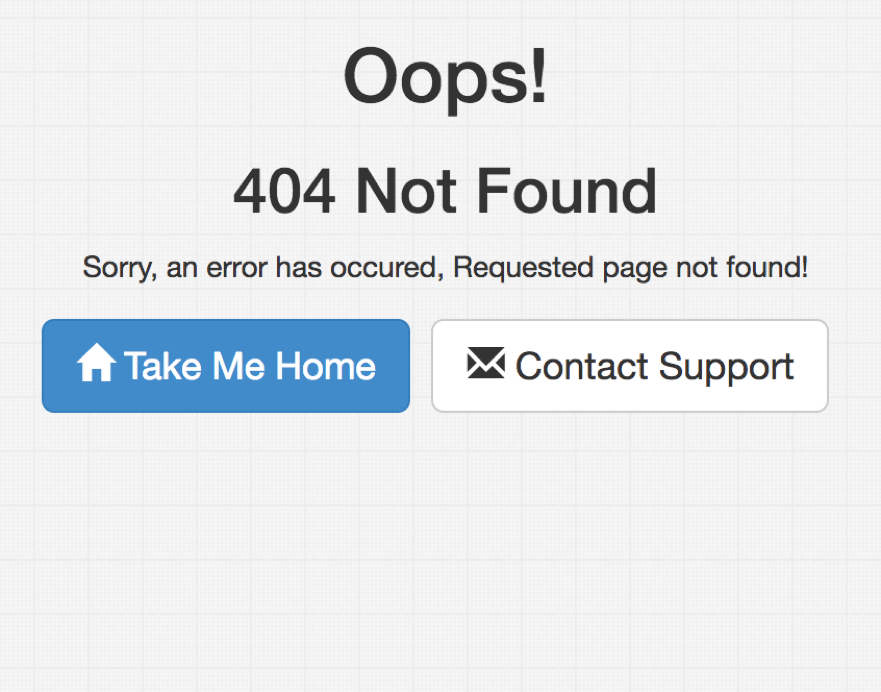 Oops!
404 Not Found
Sorry, an error has occured, Requested page not found!
Take Me Home
Contact Support